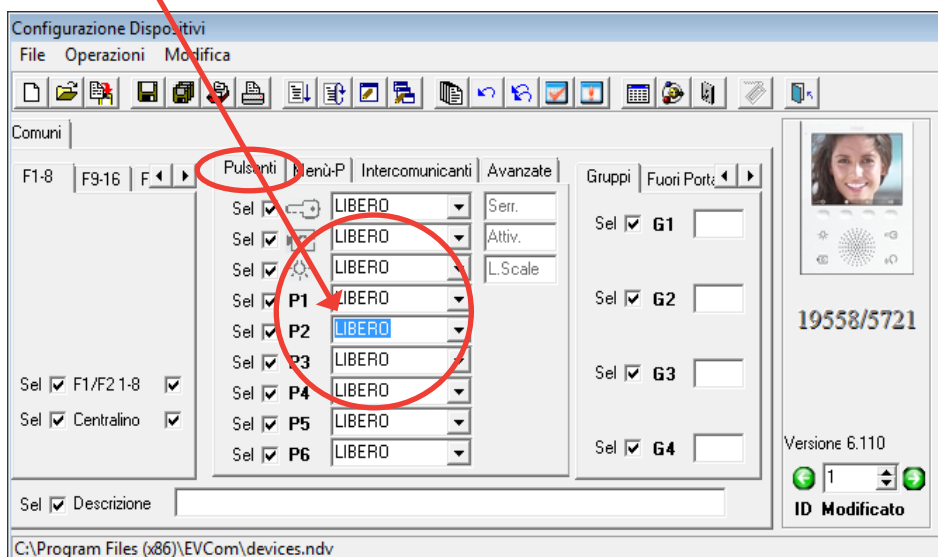 Configurazione Dispositivi
File Operazioni Modifica
Comuni
F1-8 F9-16 F
Sel F1/F2 1-8
Sel Centralino
Pulsanti Menù-P Intercomunicanti Avanzate
Sel LIBERO Serr.
Sel LIBERO Attiv.
Sel LIBERO L.Scale
Sel P1 LIBERO
Sel P2 LIBERO
Sel P3 LIBERO
Sel P4 LIBERO
Sel P5 LIBERO
Sel P6 LIBERO
Gruppi Fuori Porta
Sel G1
Sel G2
Sel G3
Sel G4
19558/5721
Versione 6.110
1
ID Modificato
Sel Descrizione
C:\Program Files (x86)\EVCom\devices.ndv